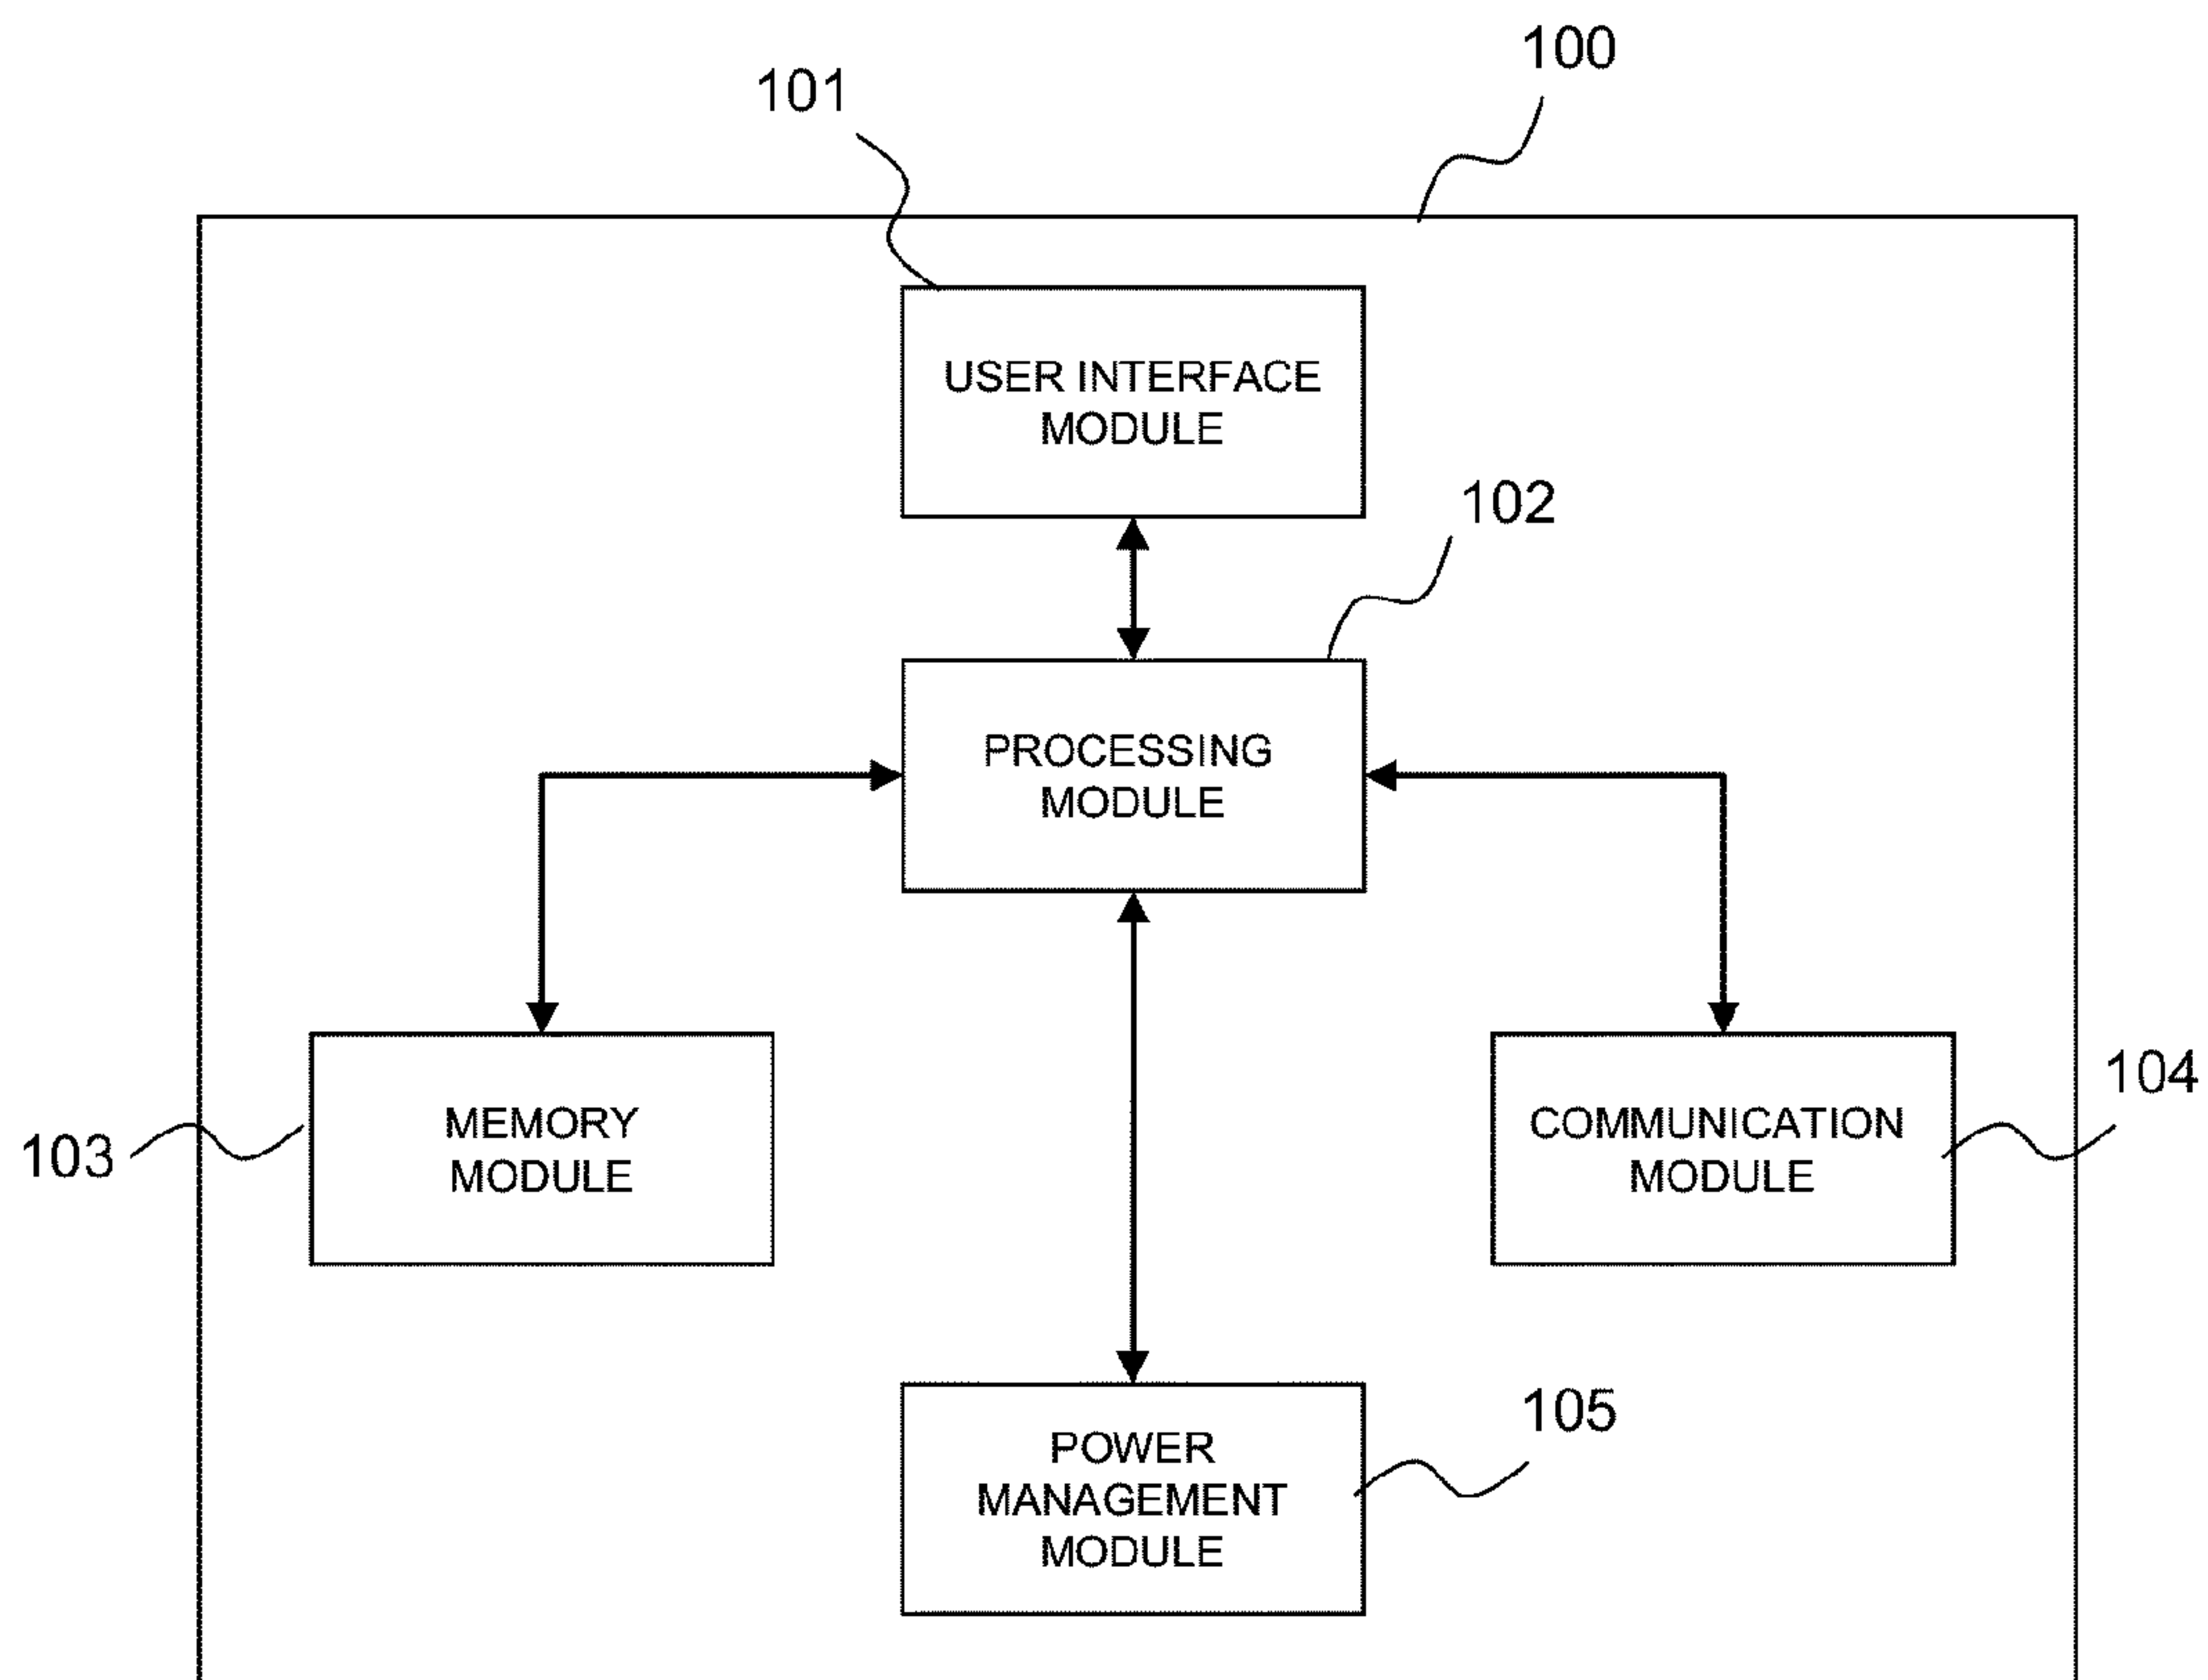 100
101
USER INTERFACE
MODULE
102
PROCESSING
MODULE
103
MEMORY
MODULE
COMMUNICATION
MODULE
104
POWER
MANAGEMENT
MODULE
105